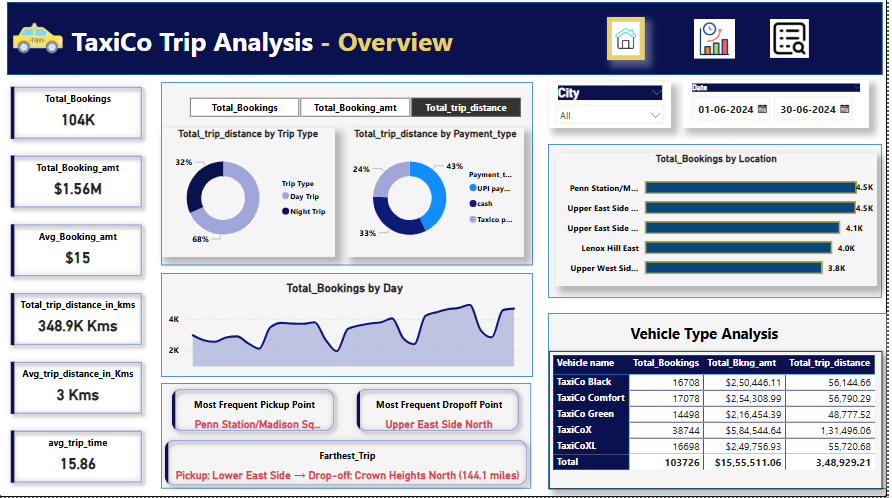 TAXI
TaxiCo Trip Analysis - Overview
Total_Bookings
104K
Total_Booking_amt
$1.56M
Avg_Booking_amt
$15
Total_trip_distance_in_kms
348.9K Kms
Avg_trip_distance_in_Kms
3 Kms
avg_trip_time
15.86
Total_Bookings Total_Booking_amt Total_trip_distance
Total_trip_distance by Trip Type
32%
68%
Trip Type
Day Trip
Night Trip
Total_trip_distance by Payment_type
24%
43%
33%
Payment_t...
UPI pay...
cash
Taxico p...
Total_Bookings by Day
4K
2K
Most Frequent Pickup Point
Penn Station/Madison Sq...
Most Frequent Dropoff Point
Upper East Side North
Farthest_Trip
Pickup: Lower East Side → Drop-off: Crown Heights North (144.1 miles)
City
All
Date
01-06-2024 30-06-2024
Total_Bookings by Location
Penn Station/M... 4.5K
Upper East Side ... 4.5K
Upper East Side ... 4.1K
Lenox Hill East 4.0K
Upper West Sid... 3.8K
Vehicle Type Analysis
Vehicle name Total_Bookings Total_Bkng_amt Total_trip_distance
TaxiCo Black 16708 $2,50,446.11 56,144.66
TaxiCo Comfort 17078 $2,54,308.99 56,790.29
TaxiCo Green 14498 $2,16,454.39 48,777.52
TaxiCoX 38744 $5,84,544.64 1,31,496.06
TaxiCoXL 16698 $2,49,756.93 55,720.68
Total 103726 $15,55,511.06 3,48,929.21